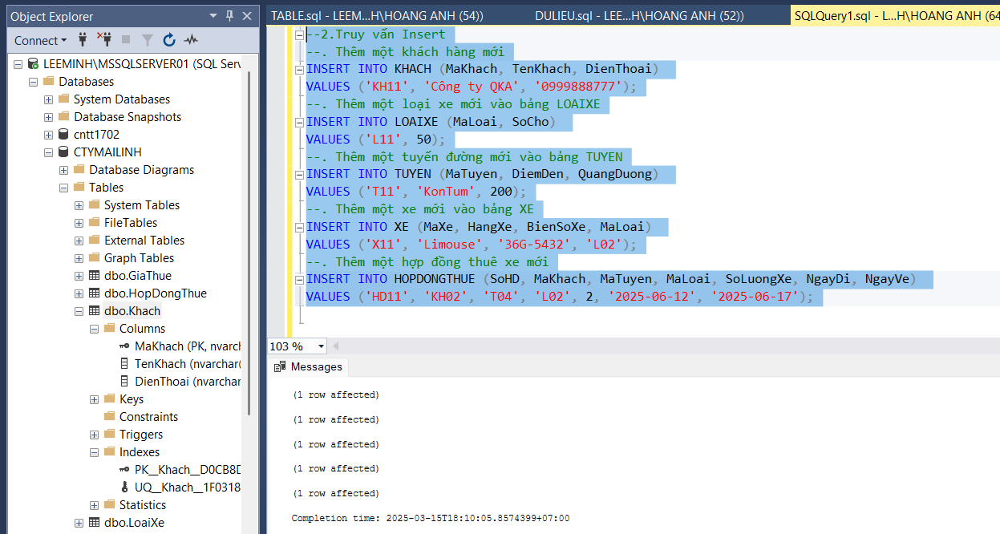 Object Explorer
Connect
LEEMINH\MSSQLSERVER01 (SQL Serv
Databases
System Databases
Database Snapshots
cntt1702
CTYMAILINH
Database Diagrams
Tables
System Tables
FileTables
External Tables
Graph Tables
dbo.GiaThue
dbo.HopDongThue
dbo.Khach
Columns
MaKhach (PK, nvarch
TenKhach (nvarchar(
DienThoai (nvarchar
Keys
Constraints
Triggers
Indexes
PK__Khach__D0CB8D
UQ__Khach__1F0318
Statistics
dbo.LoaiXe
TABLE.sql - LEEM...H\HOANG ANH (54))
DULIEU.sql - LEE...H\HOANG ANH (52))
SQLQuery1.sql - L...H\HOANG ANH (64
--2.Truy vấn Insert
--. Thêm một khách hàng mới
INSERT INTO KHACH (MaKhach, TenKhach, DienThoai)
VALUES ('KH11', 'Công ty QKA', '0999888777');
--. Thêm một loại xe mới vào bảng LOAIXE
INSERT INTO LOAIXE (MaLoai, SoCho)
VALUES ('L11', 50);
--. Thêm một tuyến đường mới vào bảng TUYEN
INSERT INTO TUYEN (MaTuyen, DiemDen, QuangDuong)
VALUES ('T11', 'KonTum', 200);
--. Thêm một xe mới vào bảng XE
INSERT INTO XE (MaXe, HangXe, BienSoXe, MaLoai)
VALUES ('X11', 'Limouse', '36G-5432', 'L02');
--. Thêm một hợp đồng thuê xe mới
INSERT INTO HOPDONGTHUE (SoHD, MaKhach, MaTuyen, MaLoai, SoLuongXe, NgayDi, NgayVe)
VALUES ('HD11', 'KH02', 'T04', 'L02', 2, '2025-06-12', '2025-06-17');
103 %
Messages
(1 row affected)
(1 row affected)
(1 row affected)
(1 row affected)
(1 row affected)
Completion time: 2025-03-15T18:10:05.8574399+07:00